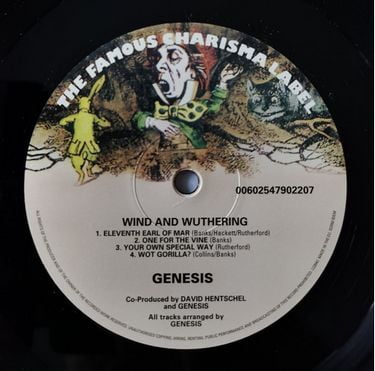 THE FAMOUS CHARISMA LABEL
00602547902207
WIND AND WUTHERING
1. ELEVENTH EARL OF MAR (Banks/Hackett/Rutherford)
2. ONE FOR THE VINE (Banks)
3. YOUR OWN SPECIAL WAY (Rutherford)
4. WOT GORILLA? (Collins/Banks)
GENESIS
Co-Produced by DAVID HENTSCHEL
and GENESIS
All tracks arranged by
GENESIS